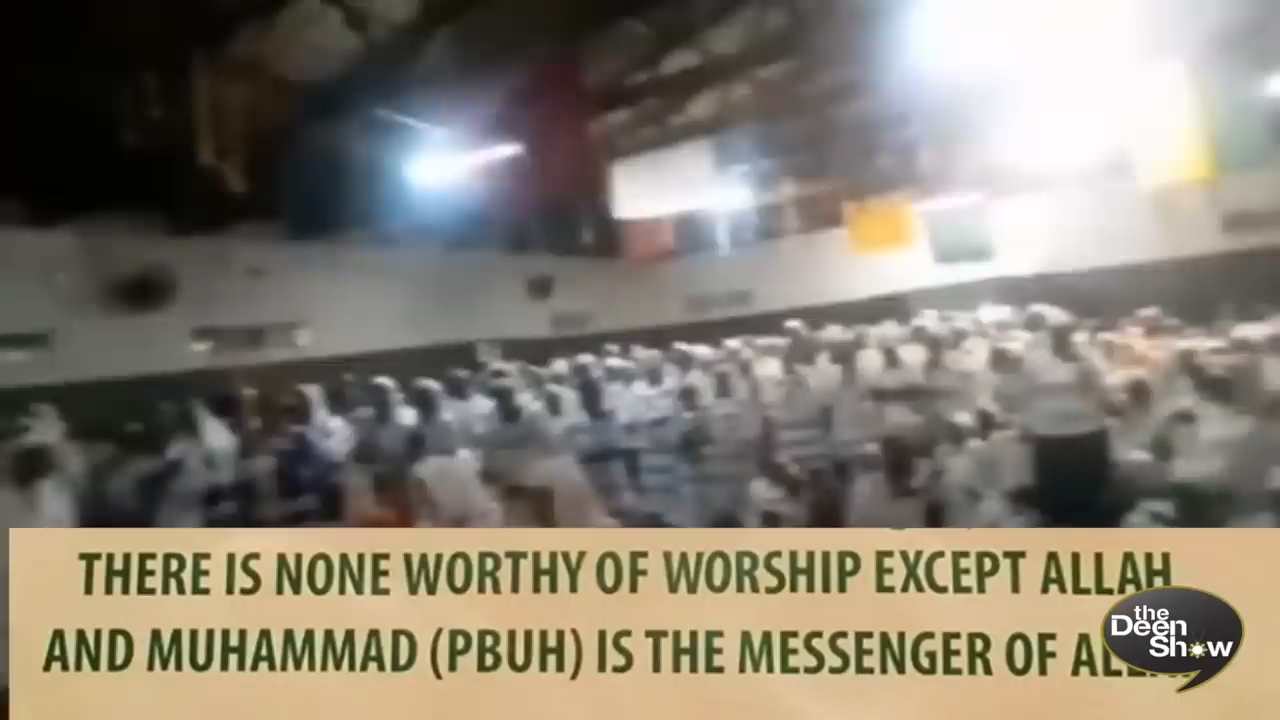 THERE IS NONE WORTHY OF WORSHIP EXCEPT ALLAH
AND MUHAMMAD (PBUH) IS THE MESSENGER OF
the
Deen
Show